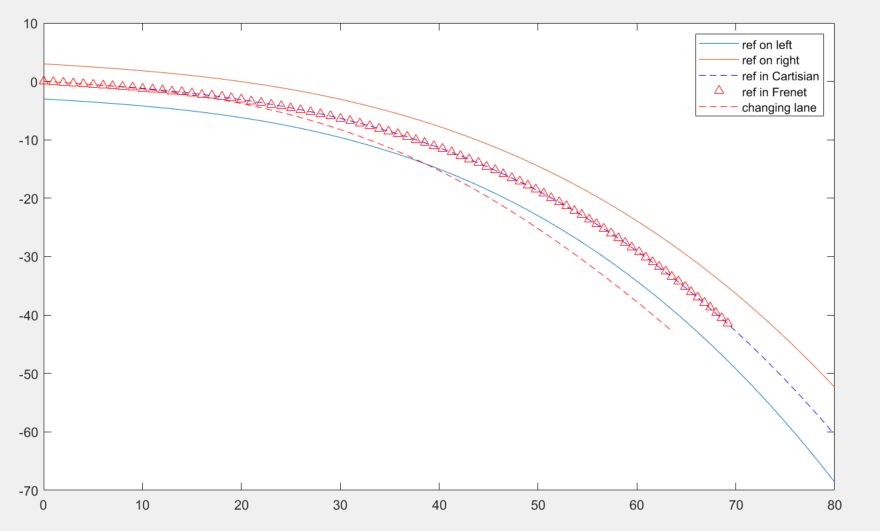 10
0
-10
-20
-30
-40
-50
-60
-70
0 10 20 30 40 50 60 70 80
ref on left
ref on right
ref in Cartisian
ref in Frenet
changing lane